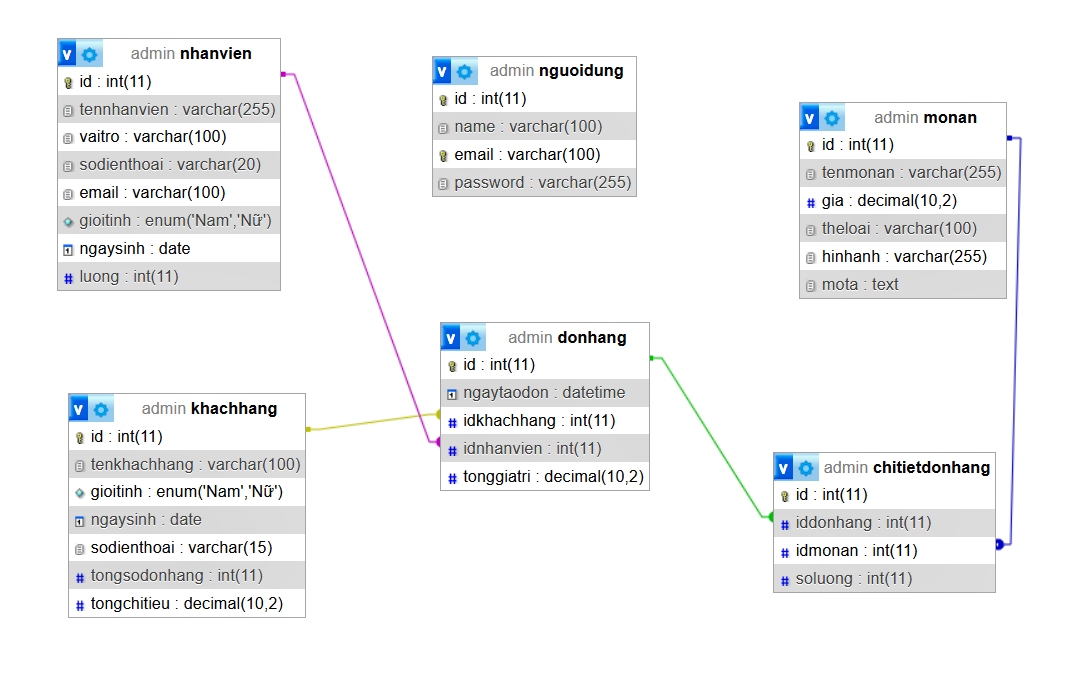 admin nhanvien
id : int(11)
tennhanvien : varchar(255)
vaitro : varchar(100)
sodienthoai : varchar(20)
email : varchar(100)
gioitinh : enum('Nam','Nữ')
ngaysinh : date
luong : int(11)
admin nguoidung
id : int(11)
name : varchar(100)
email : varchar(100)
password : varchar(255)
admin monan
id : int(11)
tenmonan : varchar(255)
gia : decimal(10,2)
theloai : varchar(100)
hinhanh : varchar(255)
mota : text
admin donhang
id : int(11)
ngaytaodon : datetime
idkhachhang : int(11)
idnhanvien : int(11)
tonggiatri : decimal(10,2)
admin khachhang
id : int(11)
tenkhachhang : varchar(100)
gioitinh : enum('Nam','Nữ')
ngaysinh : date
sodienthoai : varchar(15)
tongsodonhang : int(11)
tongchitieu : decimal(10,2)
admin chitietdonhang
id : int(11)
iddonhang : int(11)
idmonan : int(11)
soluong : int(11)